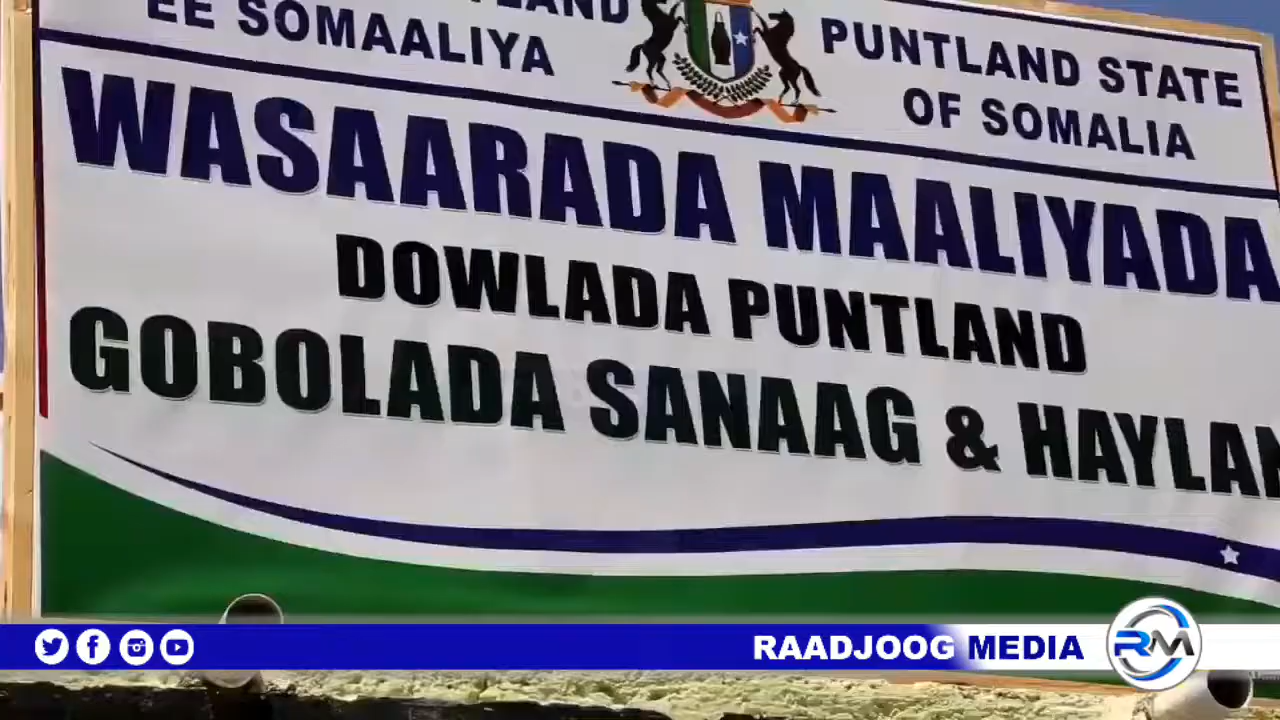 EE SOMAALIYA
PUNTLAND STATE
OF SOMALIA
WASAARADA MAALIYADA
DOWLADA PUNTLAND
GOBOLADA SANAAG &
RAADJOOG MEDIA
RM